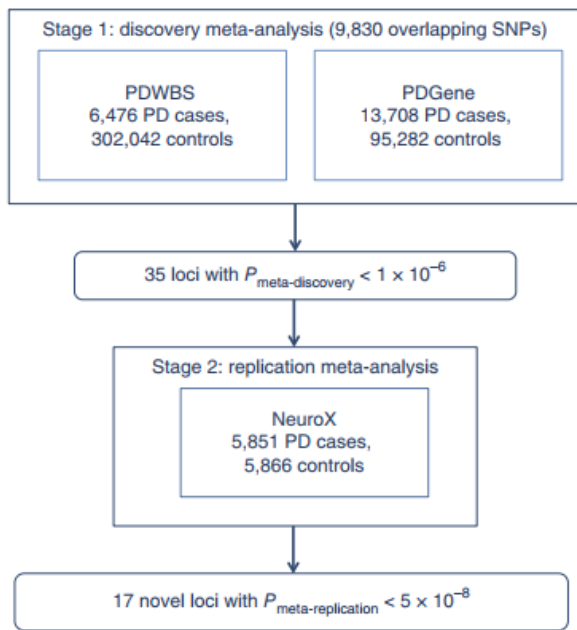 Stage 1: discovery meta-analysis (9,830 overlapping SNPs)
PDWBS
6,476 PD cases,
302,042 controls
PDGene
13,708 PD cases,
95,282 controls
35 loci with P_meta-discovery < 1 × 10⁻⁶
Stage 2: replication meta-analysis
NeuroX
5,851 PD cases,
5,866 controls
17 novel loci with P_meta-replication < 5 × 10⁻⁸